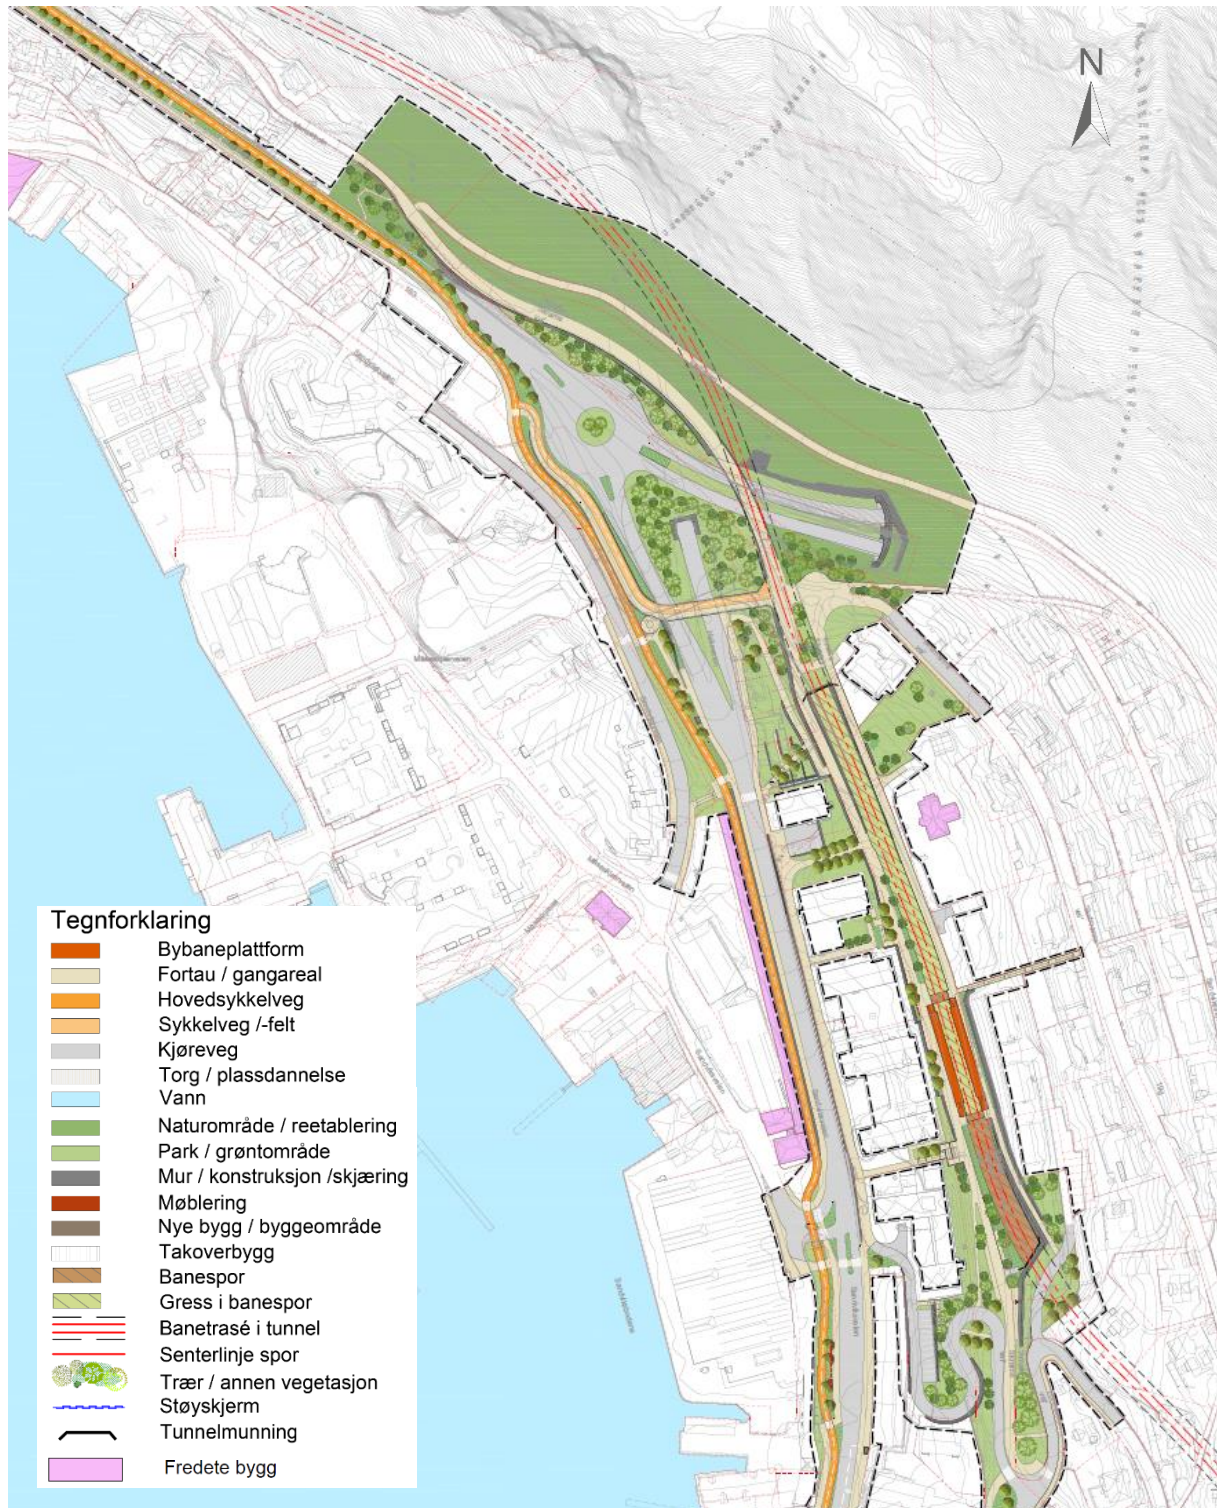 N
Tegnforklaring
Bybaneplattform
Fortau / gangareal
Hovedsykkelveg
Sykkelveg /-felt
Kjøreveg
Torg / plassdannelse
Vann
Naturområde / reetablering
Park / grøntområde
Mur / konstruksjon /skjæring
Møblering
Nye bygg / byggeområde
Takoverbygg
Banespor
Gress i banespor
Banetrasé i tunnel
Senterlinje spor
Trær / annen vegetasjon
Støyskjerm
Tunnelmunning
Fredete bygg